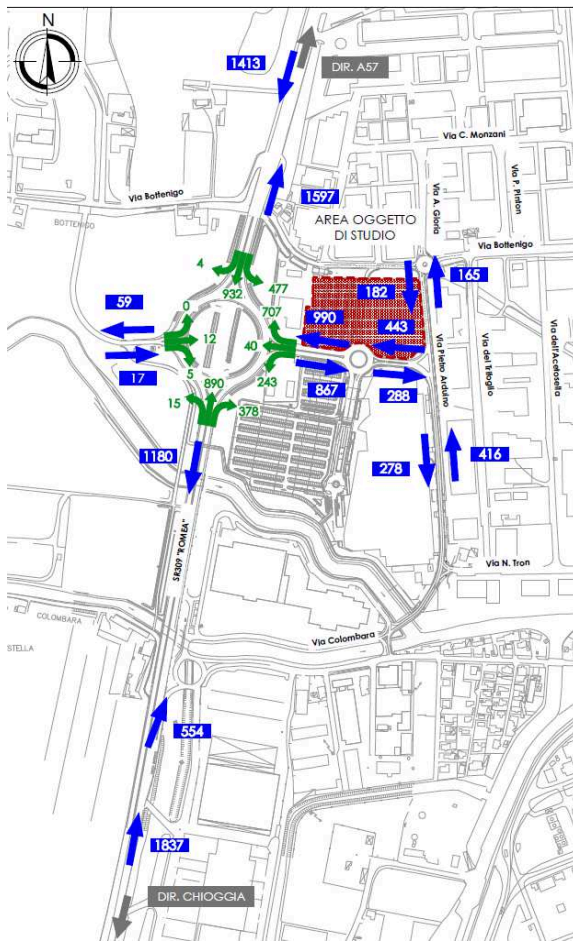 N
1413
DIR. A57
Via C. Monzani
Via Bottenigo
1597
Via A. Gloria
Via P. Pinton
AREA OGGETTO
DI STUDIO
BOTTENIGO
Via Bottenigo
4
932
477
165
182
59
0
707
990
443
12
40
17
5
890
243
867
288
15
378
Via Pietro Arduino
Via del Trifoglio
Via dell'Acetosella
1180
278
416
SR309 "ROMEA"
Via N. Tron
COLOMBARA
Via Colombara
STELLA
554
1837
DIR. CHIOGGIA